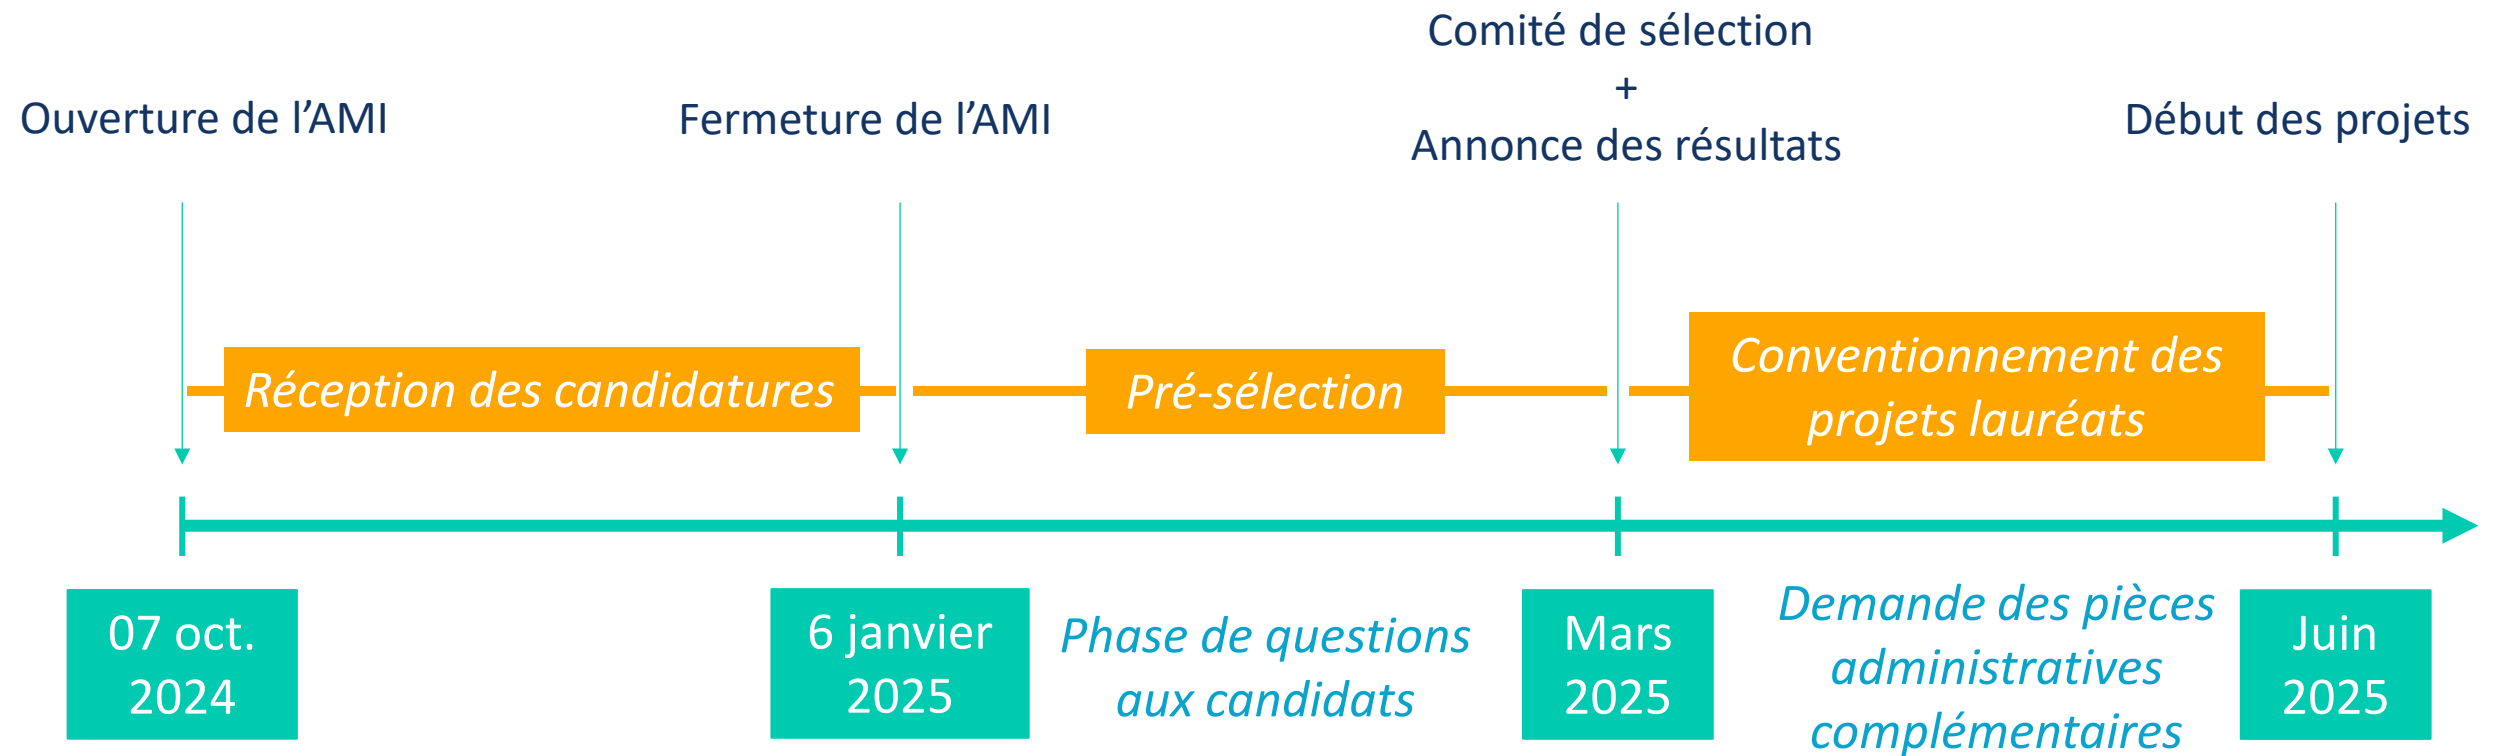 Ouverture de l’AMI
Fermeture de l’AMI
Comité de sélection
+
Annonce des résultats
Début des projets
Réception des candidatures
Pré-sélection
Conventionnement des
projets lauréats
07 oct.
2024
6 janvier
2025
Phase de questions
aux candidats
Mars
2025
Demande des pièces
administratives
complémentaires
Juin
2025